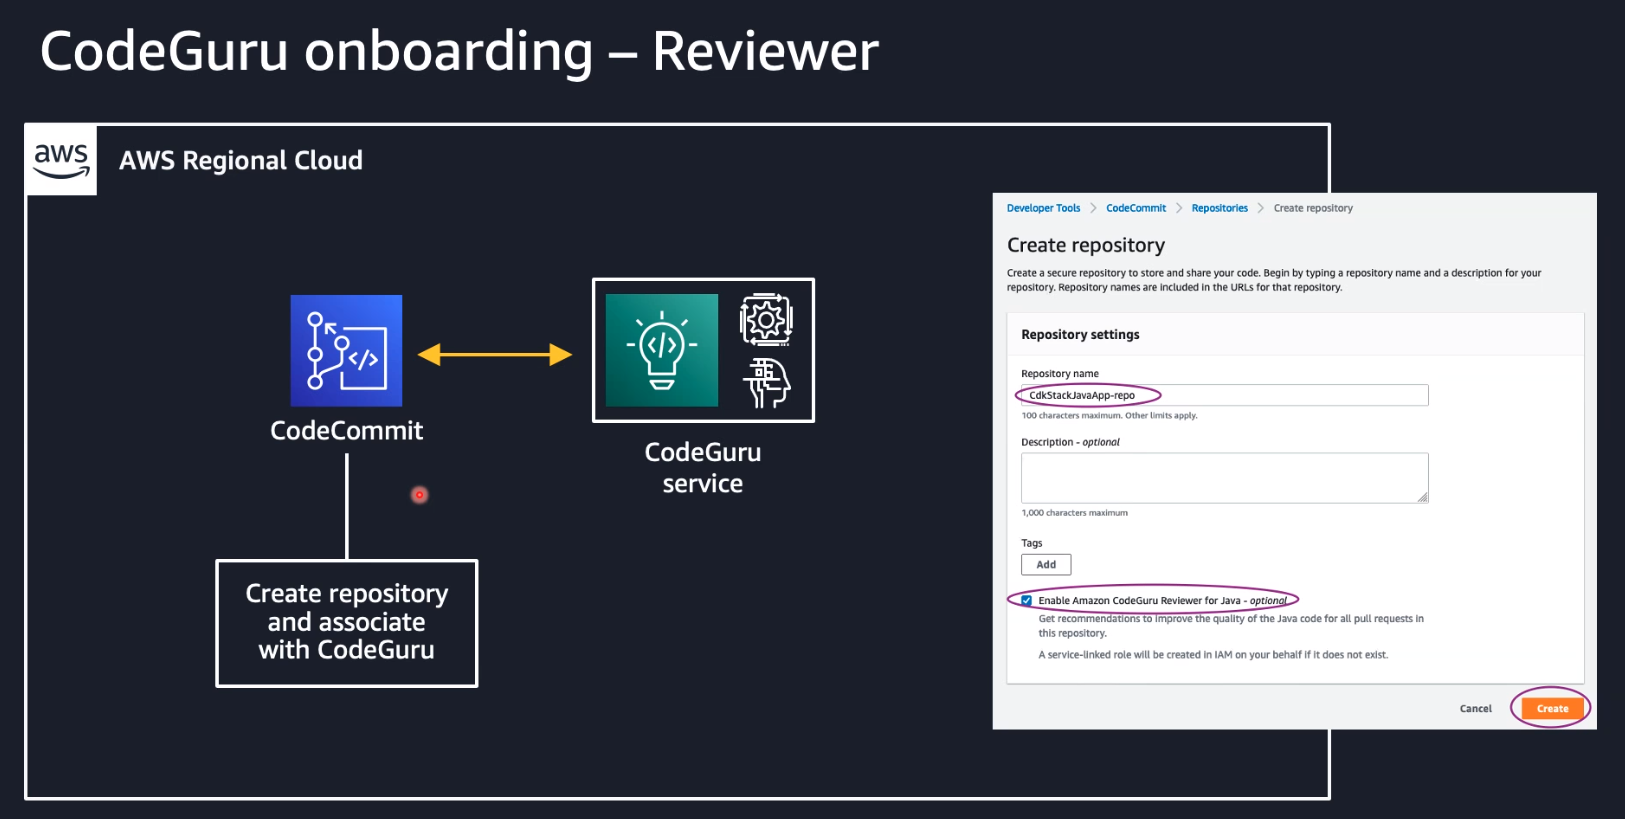 CodeGuru onboarding – Reviewer
aws
AWS Regional Cloud
CodeCommit
CodeGuru
service
Create repository
and associate
with CodeGuru
Developer Tools > CodeCommit > Repositories > Create repository
Create repository
Create a secure repository to store and share your code. Begin by typing a repository name and a description for your
repository. Repository names are included in the URLs for that repository.
Repository settings
Repository name
CdkStackJavaApp-repo
100 characters maximum. Other limits apply.
Description - optional
1,000 characters maximum
Tags
Add
Enable Amazon CodeGuru Reviewer for Java - optional
Get recommendations to improve the quality of the Java code for all pull requests in
this repository.
A service-linked role will be created in IAM on your behalf if it does not exist.
Cancel
Create